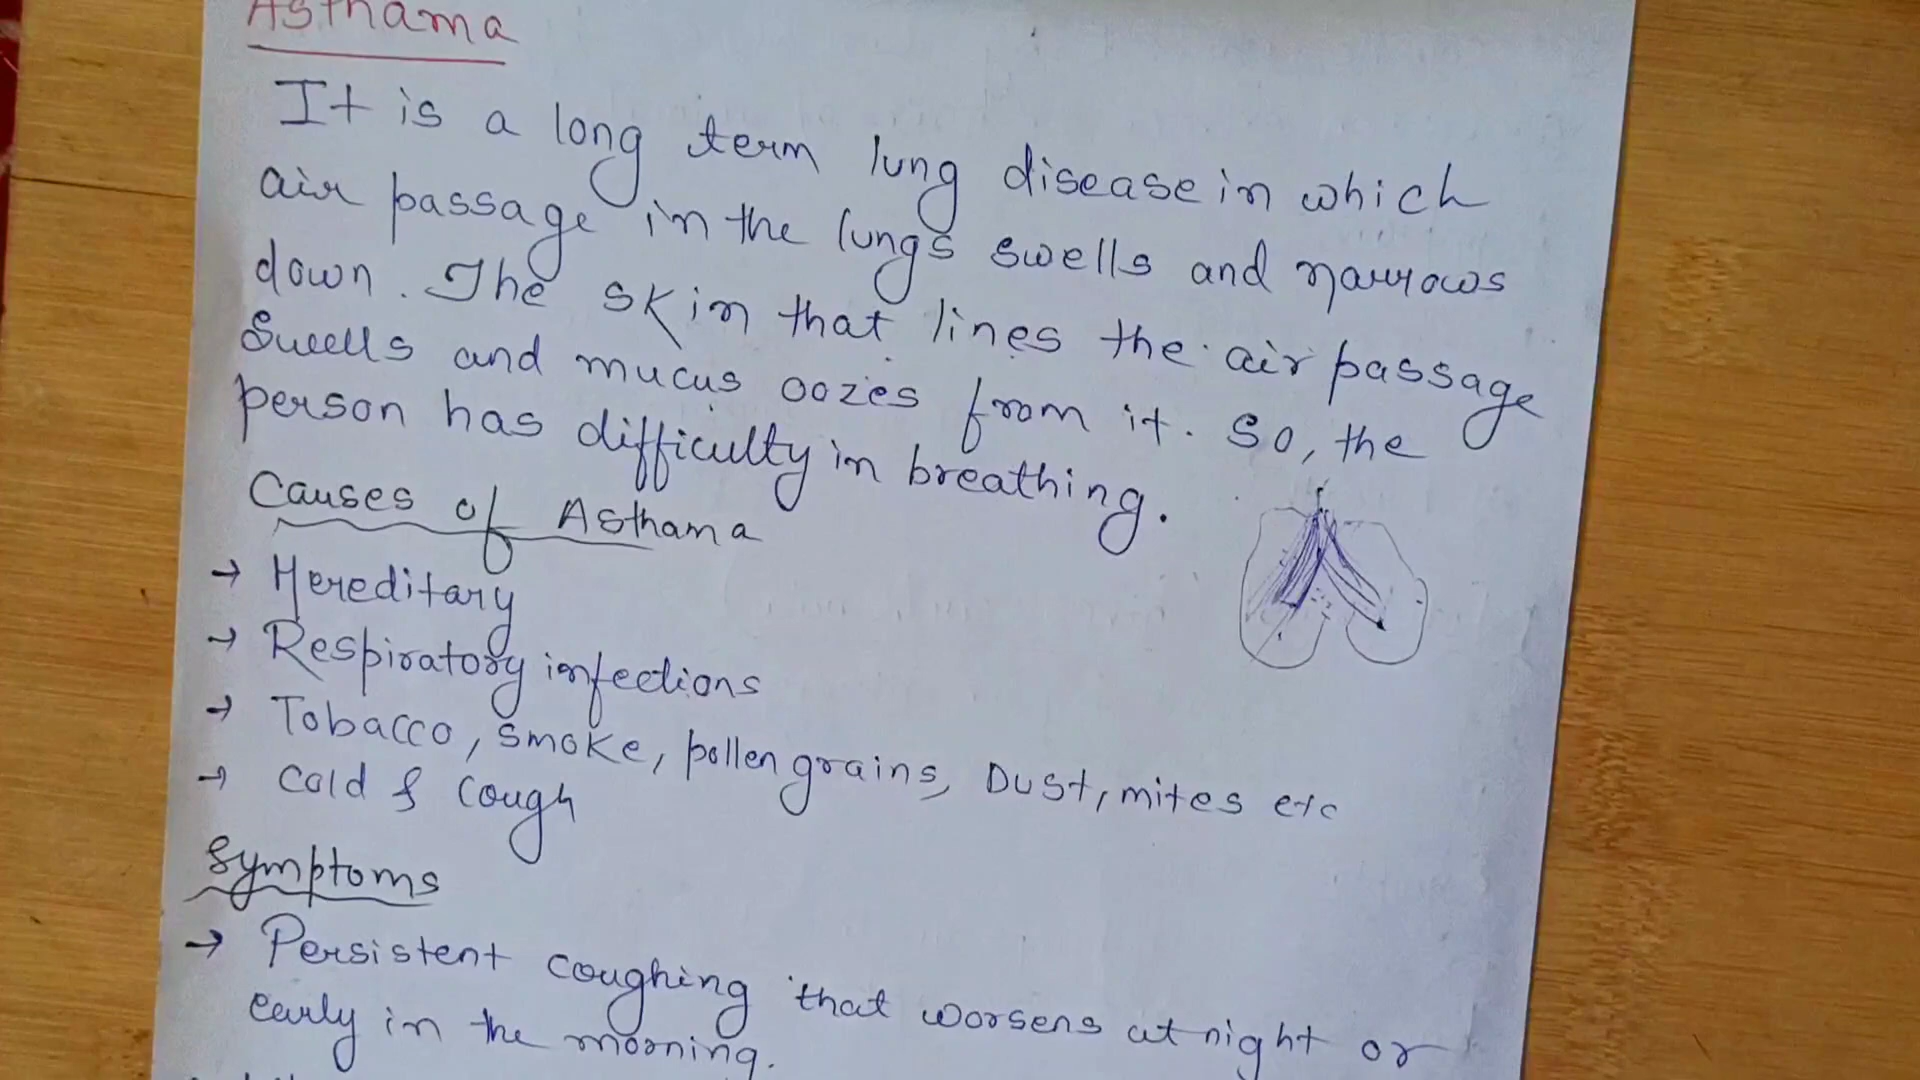 Asthama
It is a long term lung disease in which
air passage in the lungs swells and narrows
down. The skin that lines the air passage
Swells and mucus oozes from it. So, the
person has difficulty in breathing.
Causes of Asthama
→ Hereditary
→ Respiratory infections
→ Tobacco, smoke, pollen grains, Dust, mites etc
→ Cold & Cough
Symptoms
→ Persistent coughing that worsens at night or
early in the morning.